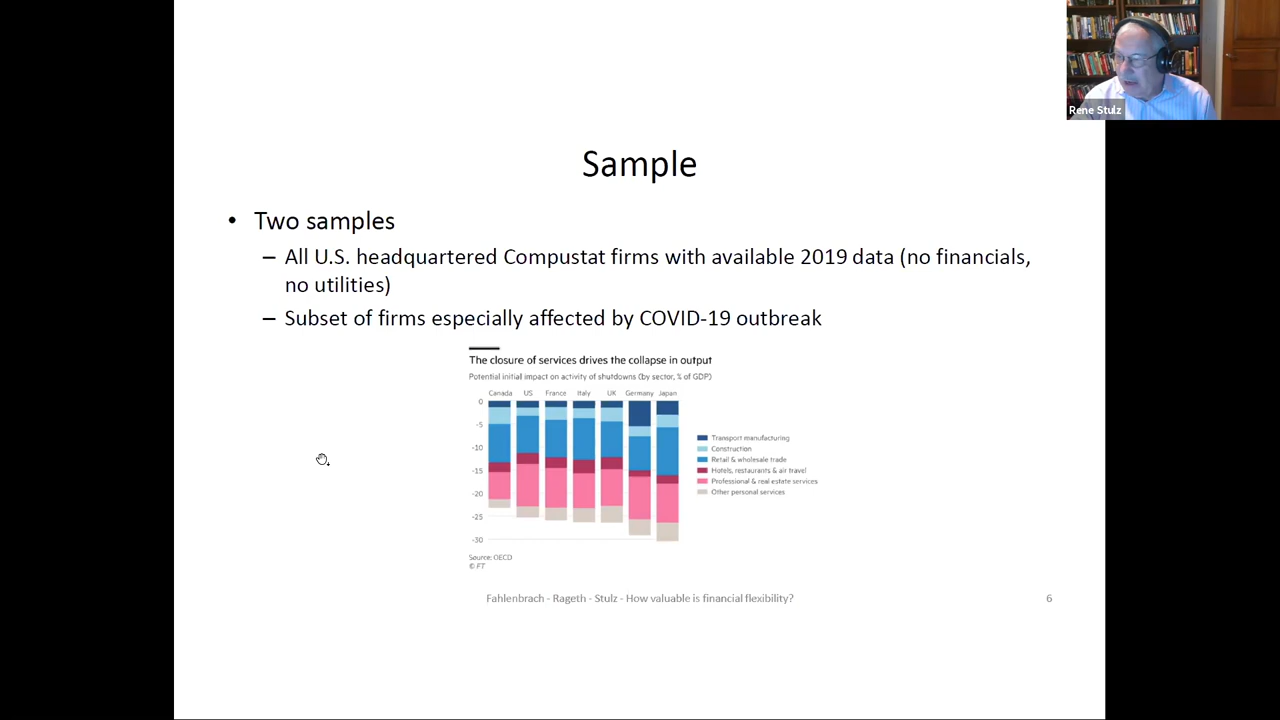 Rene Stulz
Sample
• Two samples
– All U.S. headquartered Compustat firms with available 2019 data (no financials,
no utilities)
– Subset of firms especially affected by COVID-19 outbreak
The closure of services drives the collapse in output
Potential initial impact on activity of shutdowns (by sector, % of GDP)
Canada US France Italy UK Germany Japan
0
-5
-10
-15
-20
-25
-30
Transport manufacturing
Construction
Retail & wholesale trade
Hotels, restaurants & air travel
Professional & real estate services
Other personal services
Source: OECD
© FT
Fahlenbrach - Rageth - Stulz - How valuable is financial flexibility?
6